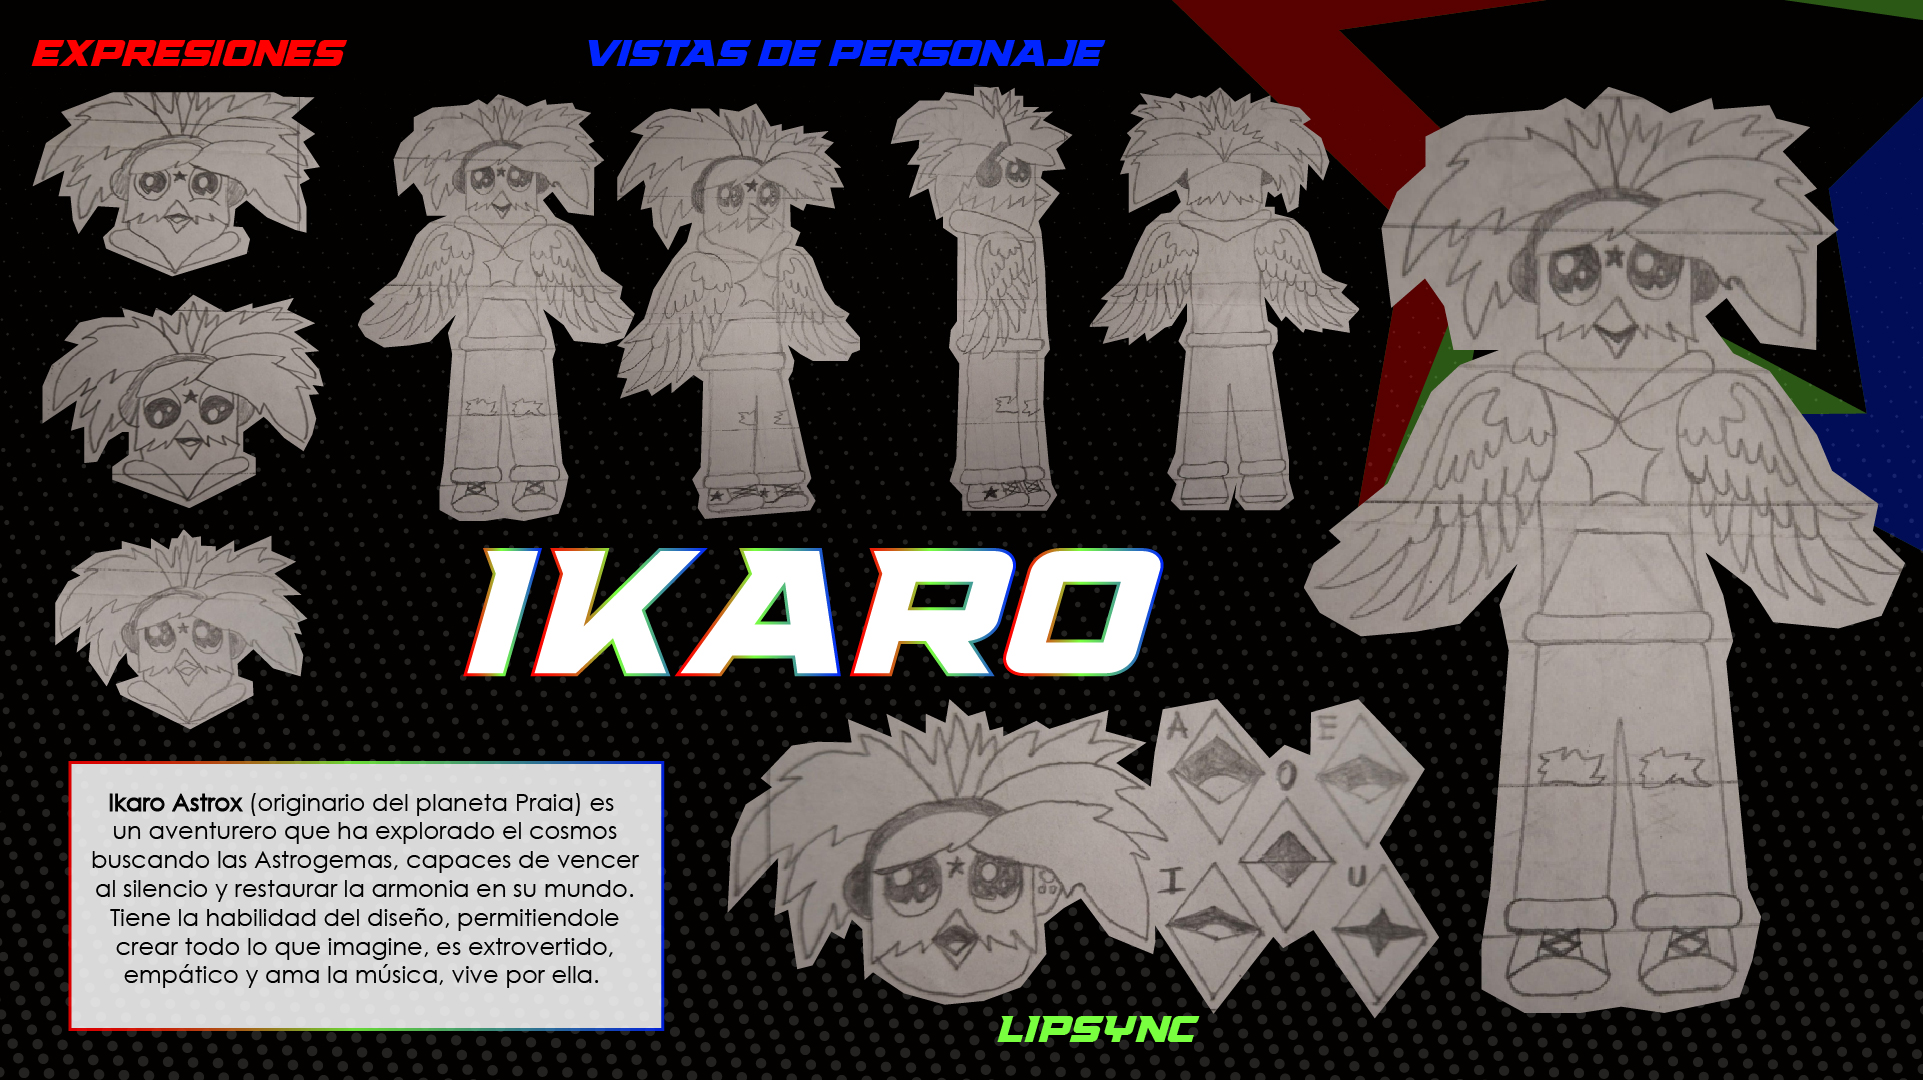 EXPRESIONES
VISTAS DE PERSONAJE
IKARO
Ikaro Astrox (originario del planeta Praia) es
un aventurero que ha explorado el cosmos
buscando las Astrogemas, capaces de vencer
al silencio y restaurar la armonia en su mundo.
Tiene la habilidad del diseño, permitiendole
crear todo lo que imagine, es extrovertido,
empático y ama la música, vive por ella.
A
E
O
I
U
LIPSYNC